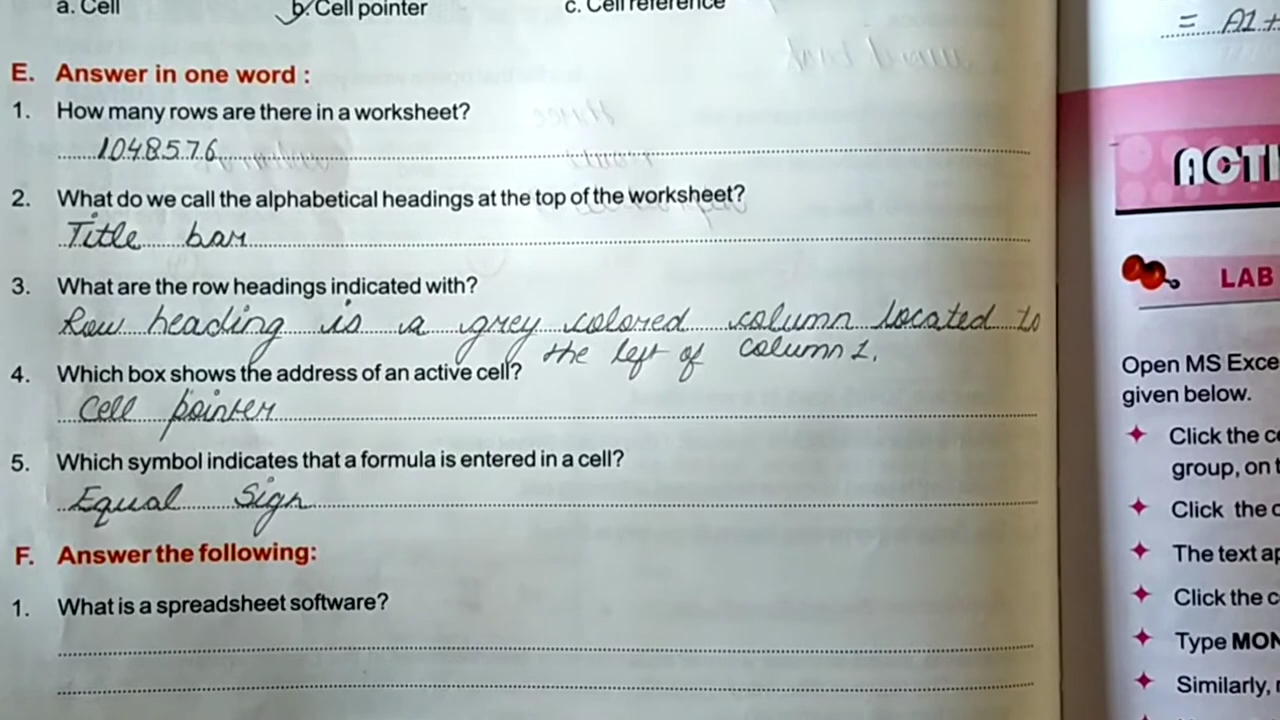 a. Cell b. Cell pointer c. Cell reference
E. Answer in one word :
1. How many rows are there in a worksheet?
1048576
2. What do we call the alphabetical headings at the top of the worksheet?
Title bar
3. What are the row headings indicated with?
Row heading is a grey colored column located to
the left of column 1.
4. Which box shows the address of an active cell?
Cell pointer
5. Which symbol indicates that a formula is entered in a cell?
Equal Sign
F. Answer the following:
1. What is a spreadsheet software?
= A1+
ACTI
LAB
Open MS Exce
given below.
Click the c
group, on t
Click the c
The text ap
Click the c
Type MON
Similarly,